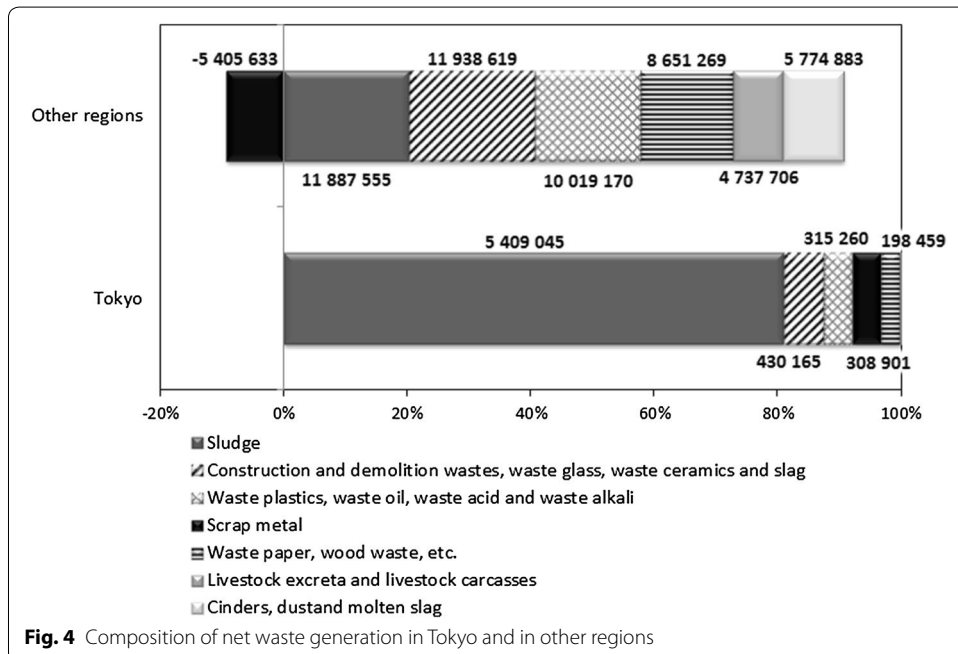 -5 405 633 11 938 619 8 651 269 5 774 883
Other regions
11 887 555 10 019 170 4 737 706
5 409 045 315 260 198 459
Tokyo
430 165 308 901
-20% 0% 20% 40% 60% 80% 100%
Sludge
Construction and demolition wastes, waste glass, waste ceramics and slag
Waste plastics, waste oil, waste acid and waste alkali
Scrap metal
Waste paper, wood waste, etc.
Livestock excreta and livestock carcasses
Cinders, dustand molten slag
Fig. 4 Composition of net waste generation in Tokyo and in other regions